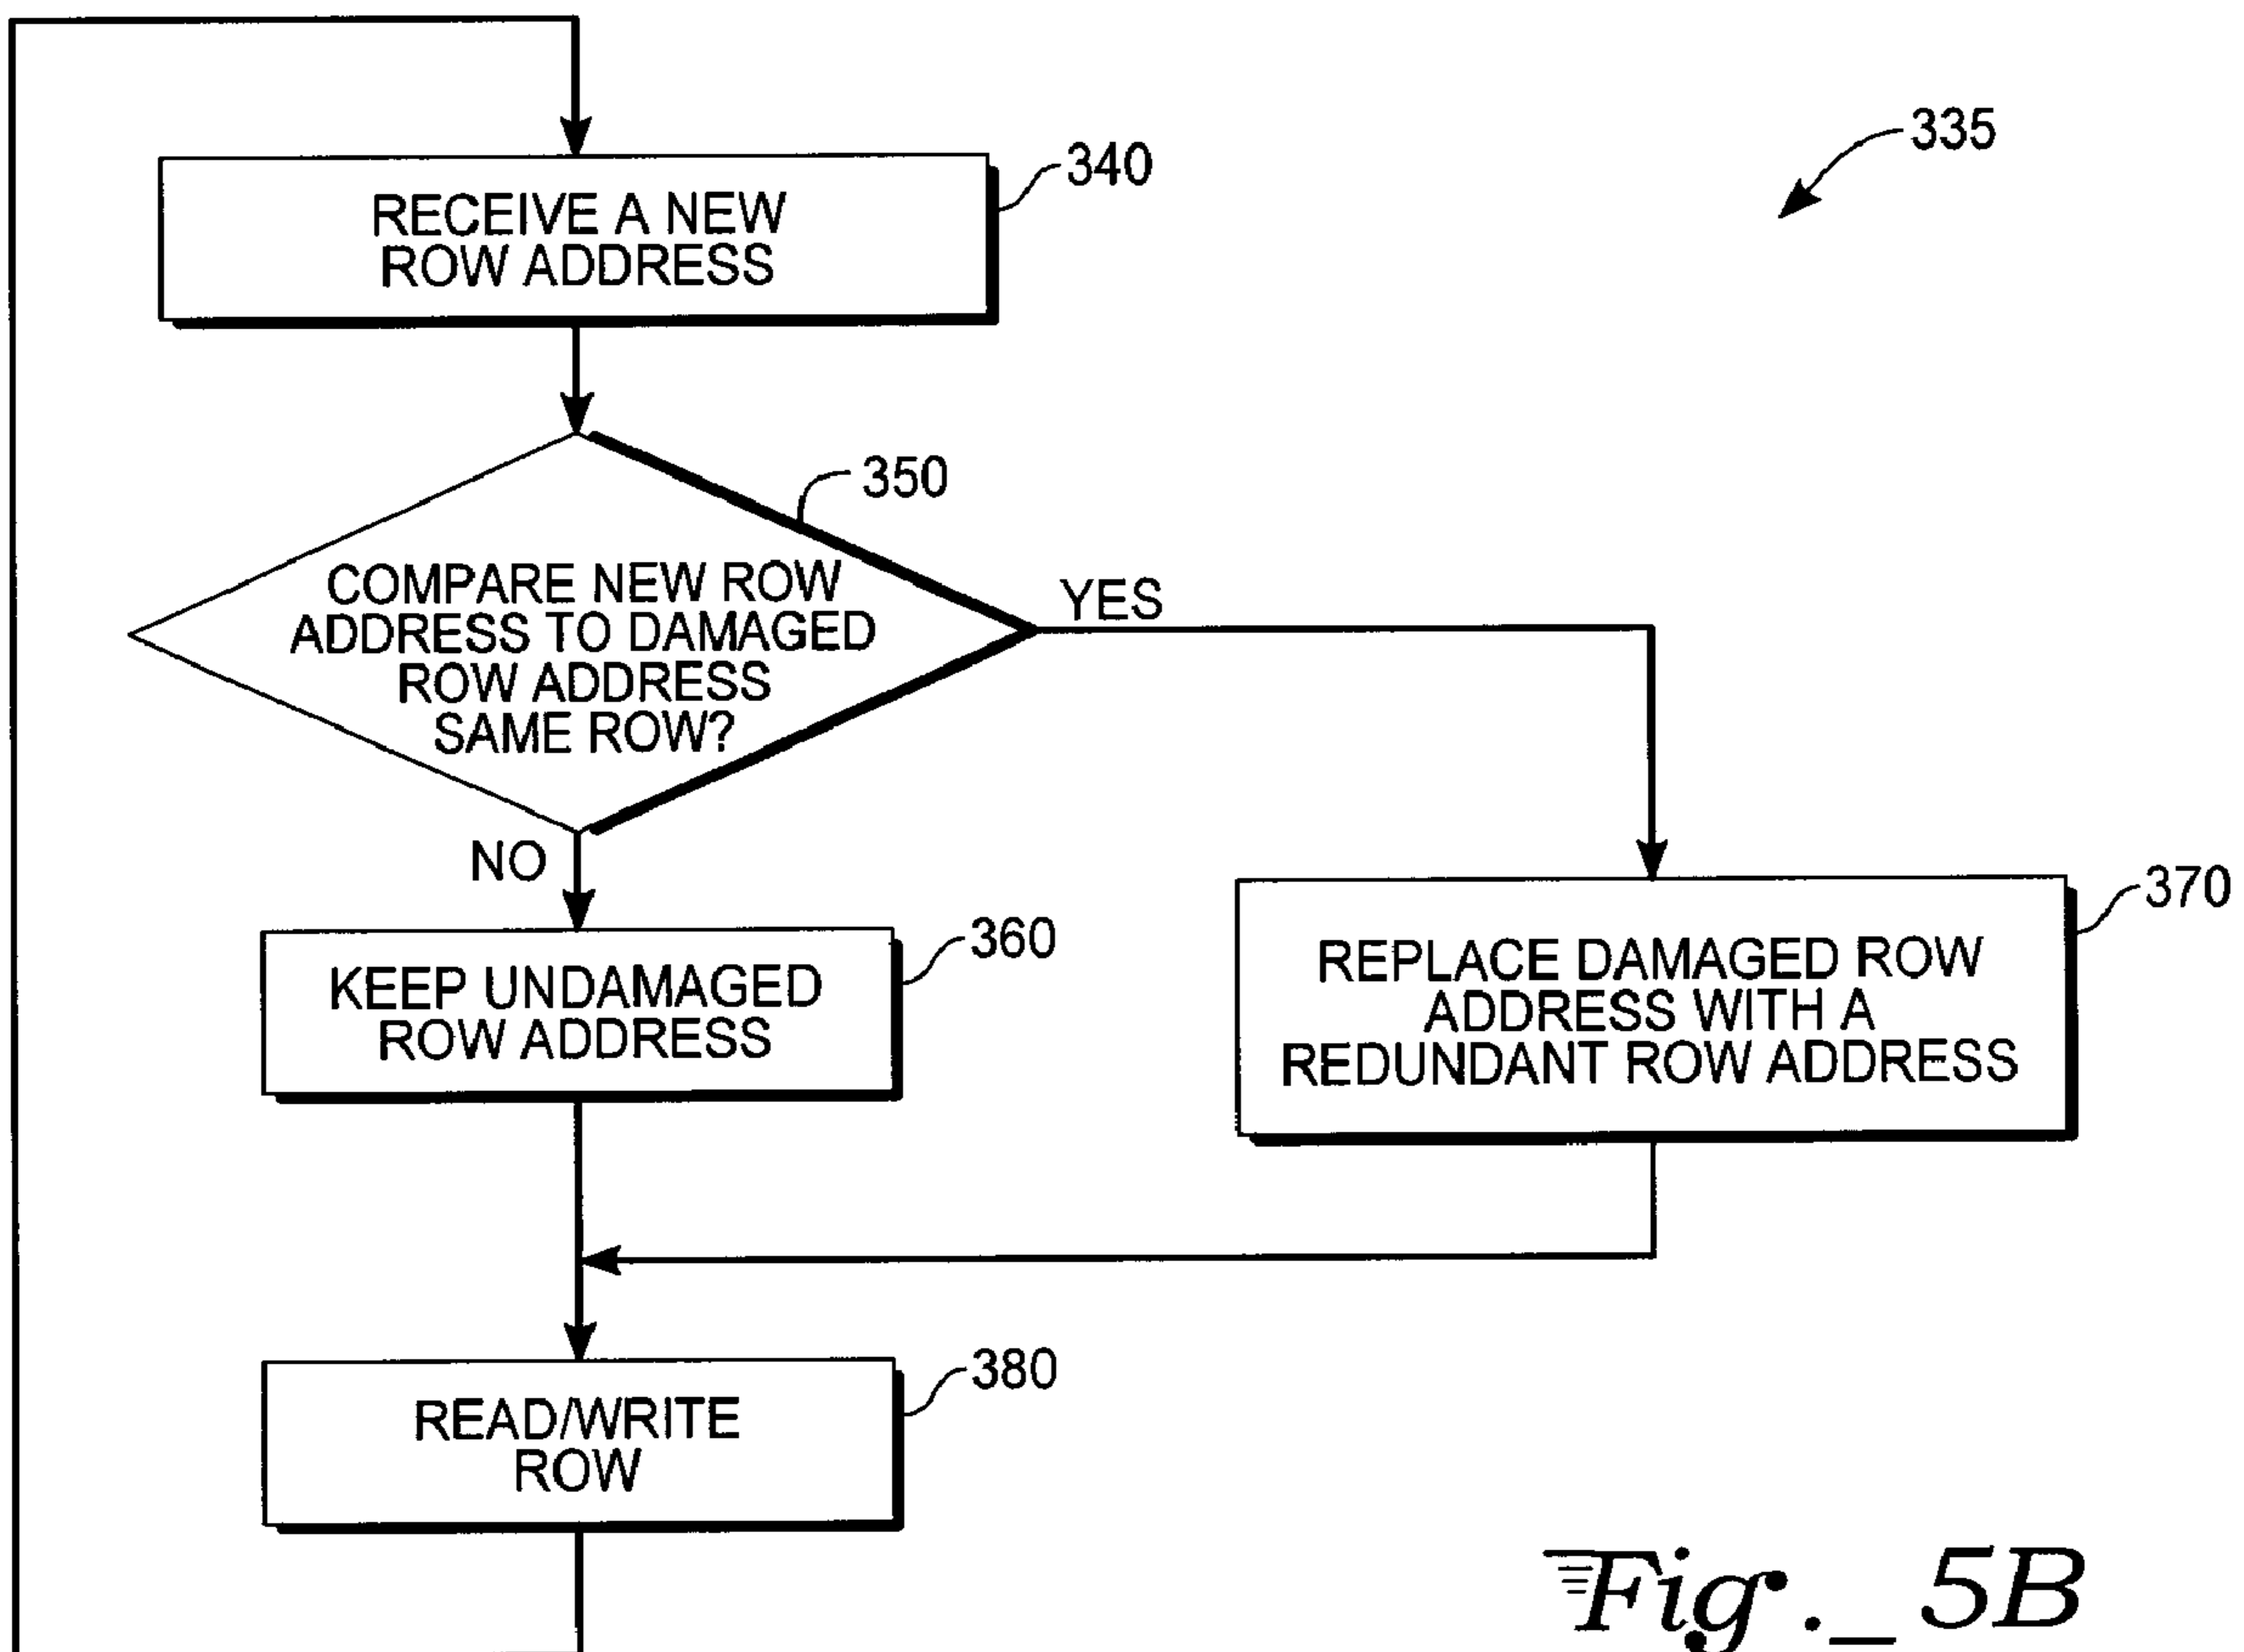 335
340
RECEIVE A NEW
ROW ADDRESS
350
COMPARE NEW ROW
ADDRESS TO DAMAGED
ROW ADDRESS
SAME ROW?
YES
NO
360
KEEP UNDAMAGED
ROW ADDRESS
370
REPLACE DAMAGED ROW
ADDRESS WITH A
REDUNDANT ROW ADDRESS
380
READ/WRITE
ROW
Fig._5B